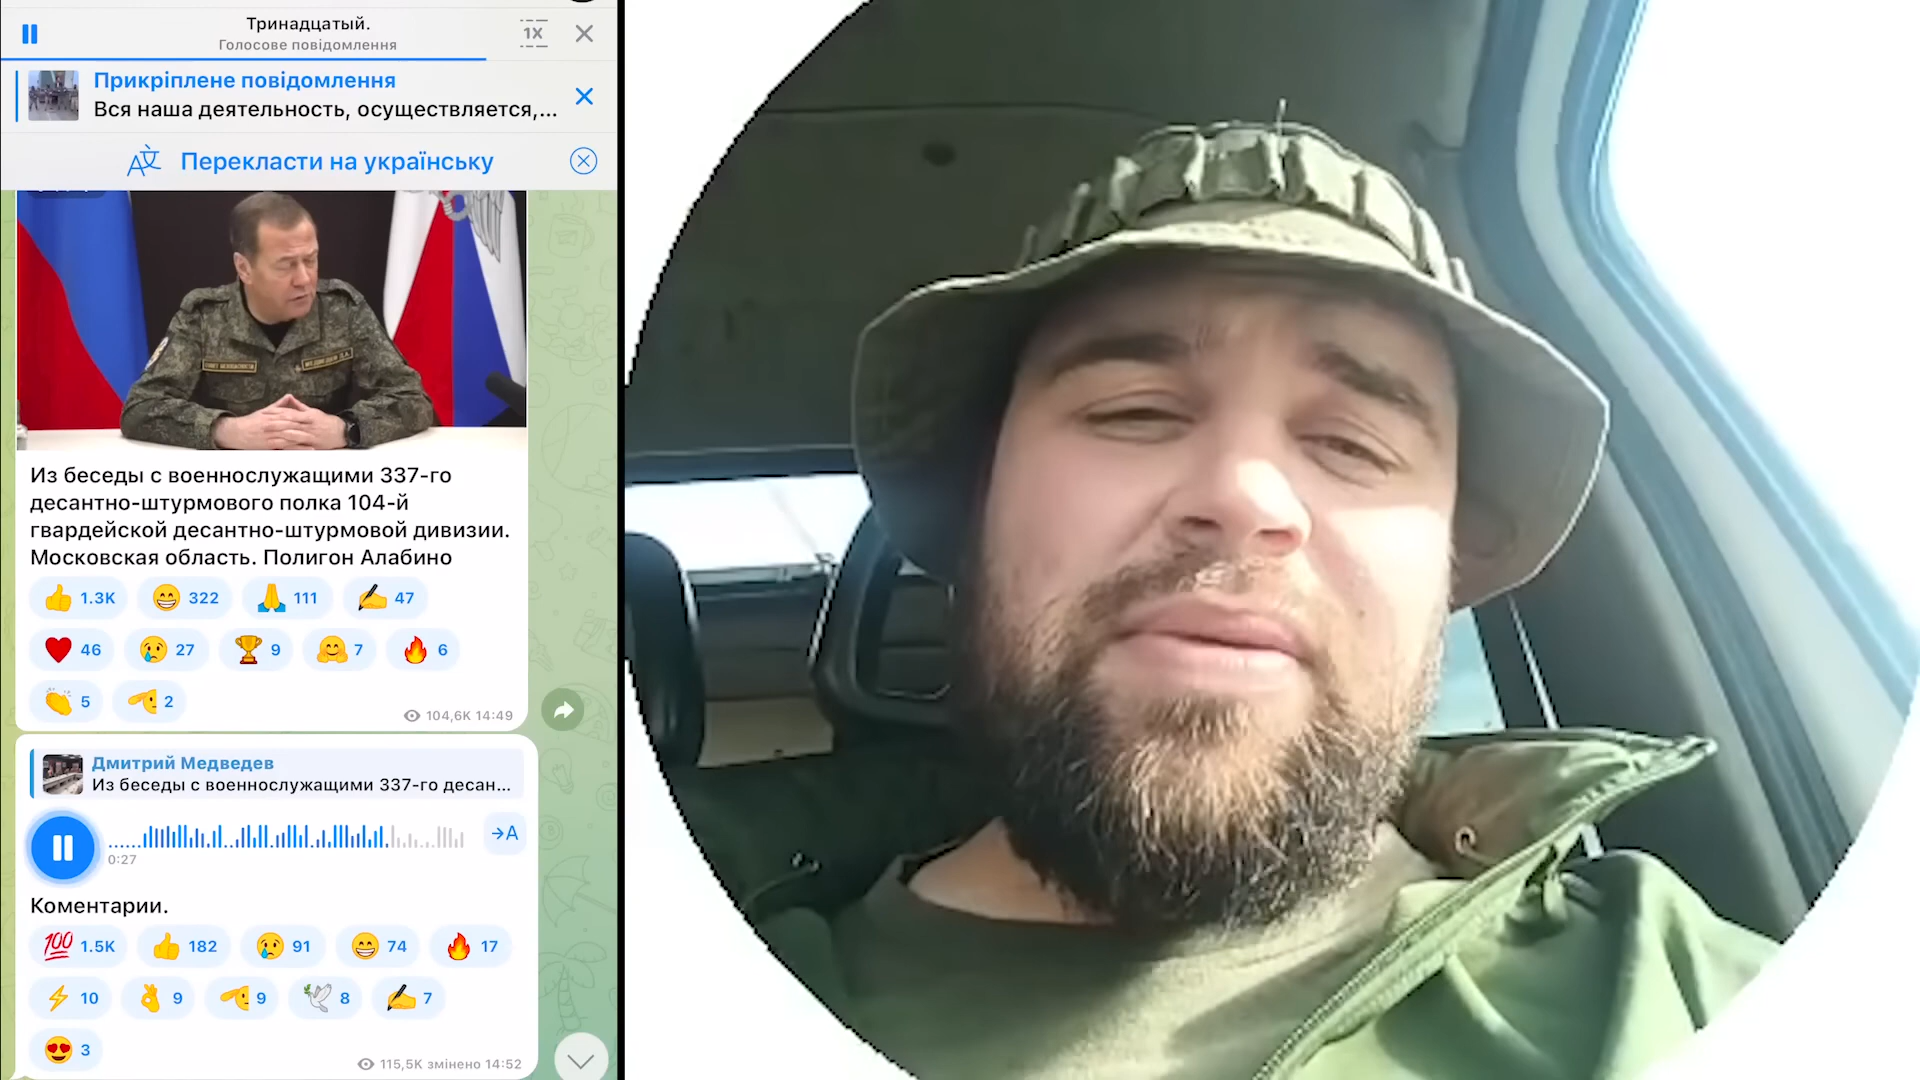 Тринадцатый.
Голосове повідомлення
1X
Прикріплене повідомлення
Вся наша деятельность, осуществляется,...
Перекласти на українську
Из беседы с военнослужащими 337-го
десантно-штурмового полка 104-й
гвардейской десантно-штурмовой дивизии.
Московская область. Полигон Алабино
1.3K 322 111 47
46 27 9 7 6
5 2
104,6K 14:49
Дмитрий Медведев
Из беседы с военнослужащими 337-го десан...
→A
0:27
Коментарии.
100 1.5K 182 91 74 17
10 9 9 8 7
3
115,5K змінено 14:52